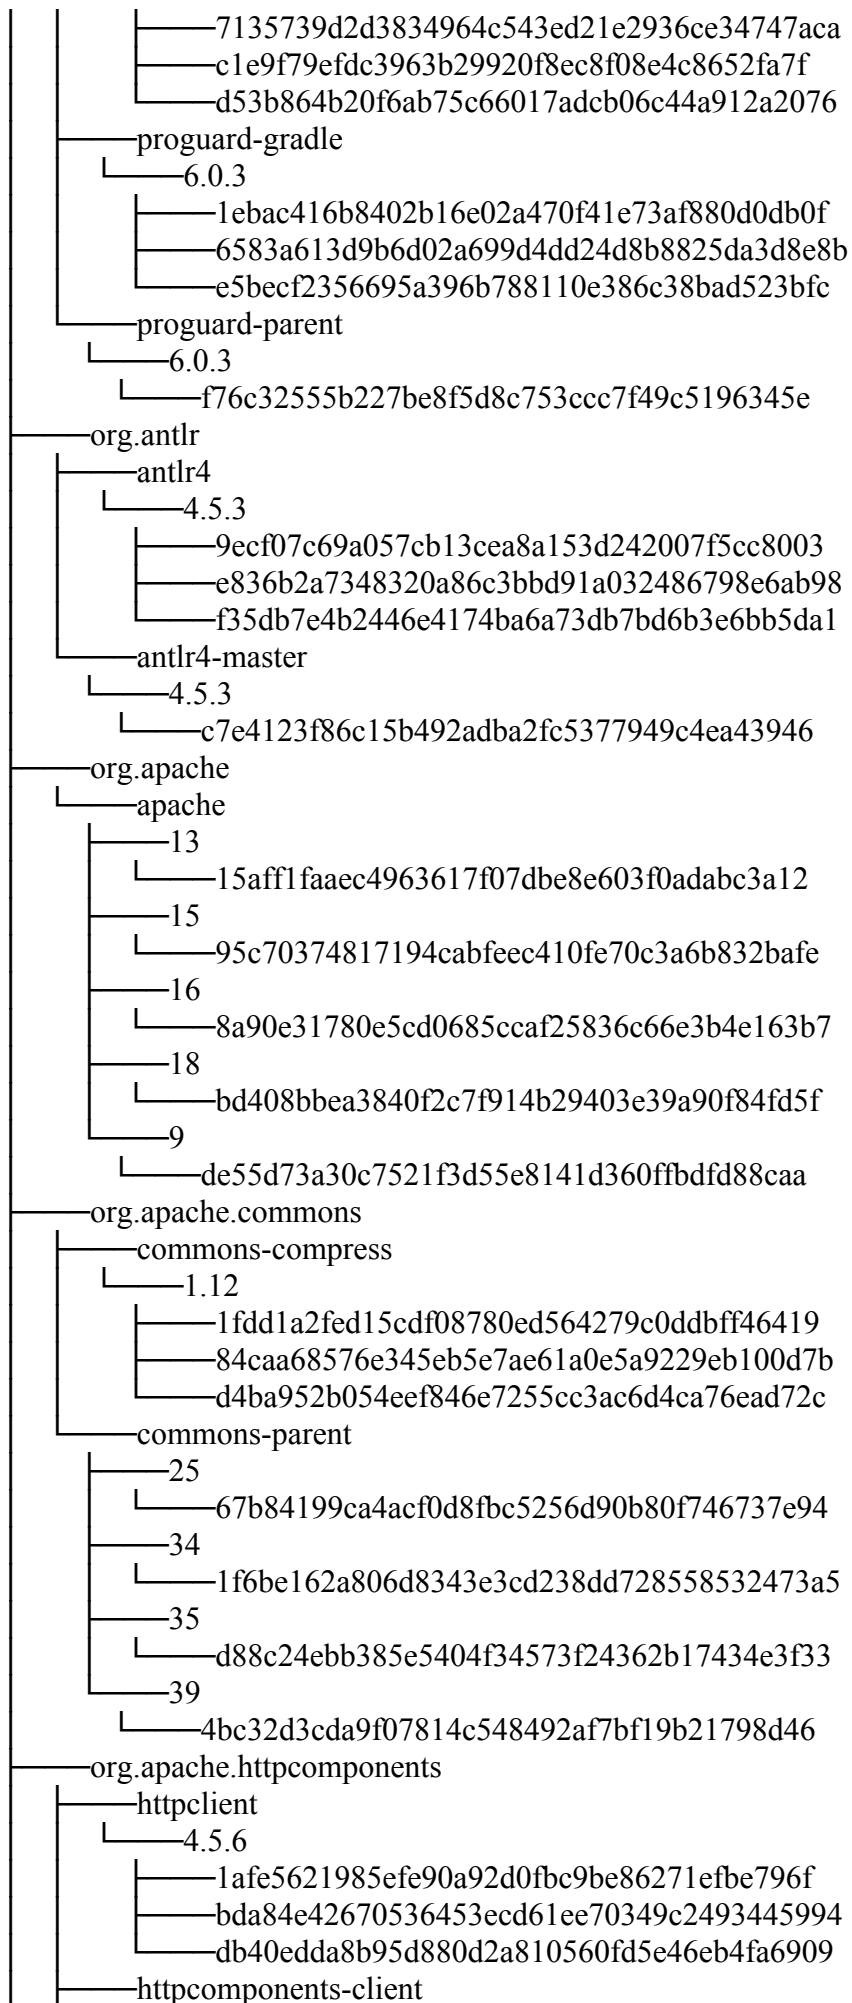 7135739d2d3834964c543ed21e2936ce34747aca
c1e9f79efdc3963b29920f8ec8f08e4c8652fa7f
d53b864b20f6ab75c66017adcb06c44a912a2076
proguard-gradle
6.0.3
1ebac416b8402b16e02a470f41e73af880d0db0f
6583a613d9b6d02a699d4dd24d8b8825da3d8e8b
e5becf2356695a396b788110e386c38bad523bfc
proguard-parent
6.0.3
f76c32555b227be8f5d8c753ccc7f49c5196345e
org.antlr
antlr4
4.5.3
9ecf07c69a057cb13cea8a153d242007f5cc8003
e836b2a7348320a86c3bbd91a032486798e6ab98
f35db7e4b2446e4174ba6a73db7bd6b3e6bb5da1
antlr4-master
4.5.3
c7e4123f86c15b492adba2fc5377949c4ea43946
org.apache
apache
13
15aff1faaec4963617f07dbe8e603f0adabc3a12
15
95c70374817194cabfeec410fe70c3a6b832bafe
16
8a90e31780e5cd0685ccaf25836c66e3b4e163b7
18
bd408bbea3840f2c7f914b29403e39a90f84fd5f
9
de55d73a30c7521f3d55e8141d360ffbdfd88caa
org.apache.commons
commons-compress
1.12
1fdd1a2fed15cdf08780ed564279c0ddbff46419
84caa68576e345eb5e7ae61a0e5a9229eb100d7b
d4ba952b054eef846e7255cc3ac6d4ca76ead72c
commons-parent
25
67b84199ca4acf0d8fbc5256d90b80f746737e94
34
1f6be162a806d8343e3cd238dd728558532473a5
35
d88c24ebb385e5404f34573f24362b17434e3f33
39
4bc32d3cda9f07814c548492af7bf19b21798d46
org.apache.httpcomponents
httpclient
4.5.6
1afe5621985efe90a92d0fbc9be86271efbe796f
bda84e42670536453ecd61ee70349c2493445994
db40edda8b95d880d2a810560fd5e46eb4fa6909
httpcomponents-client